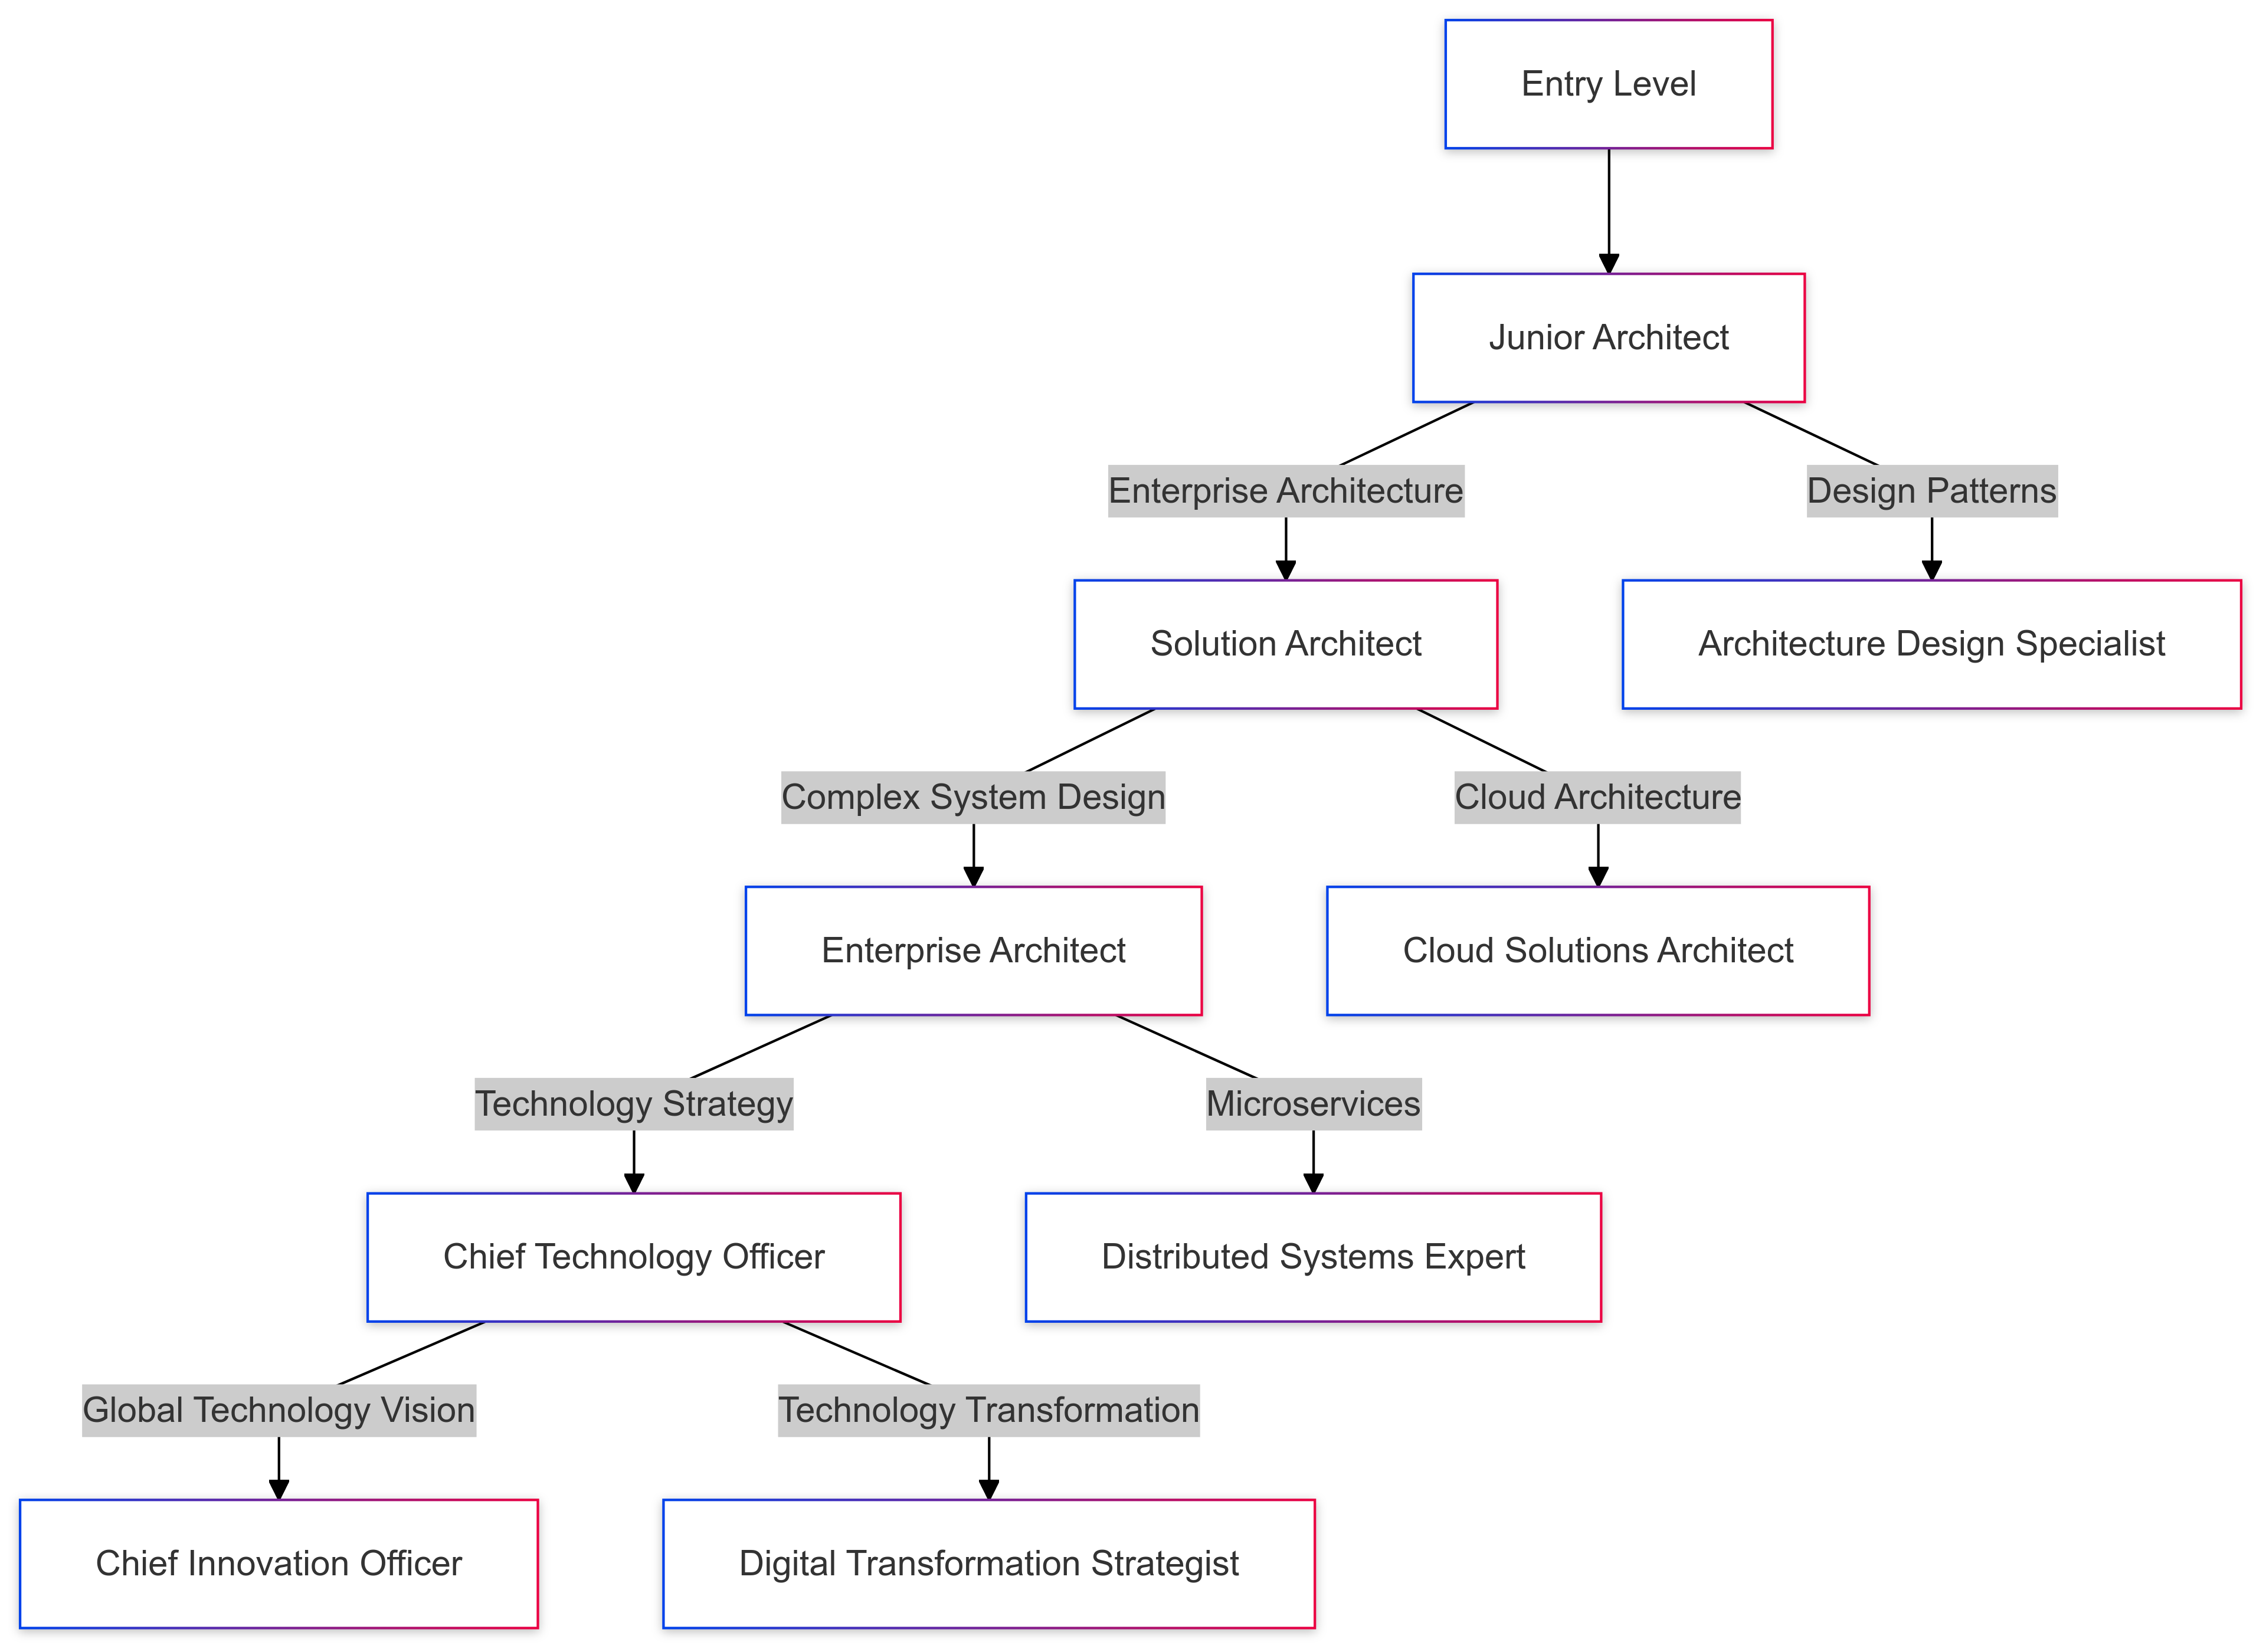 Entry Level
Junior Architect
Enterprise Architecture
Design Patterns
Solution Architect
Architecture Design Specialist
Complex System Design
Cloud Architecture
Enterprise Architect
Cloud Solutions Architect
Technology Strategy
Microservices
Chief Technology Officer
Distributed Systems Expert
Global Technology Vision
Technology Transformation
Chief Innovation Officer
Digital Transformation Strategist